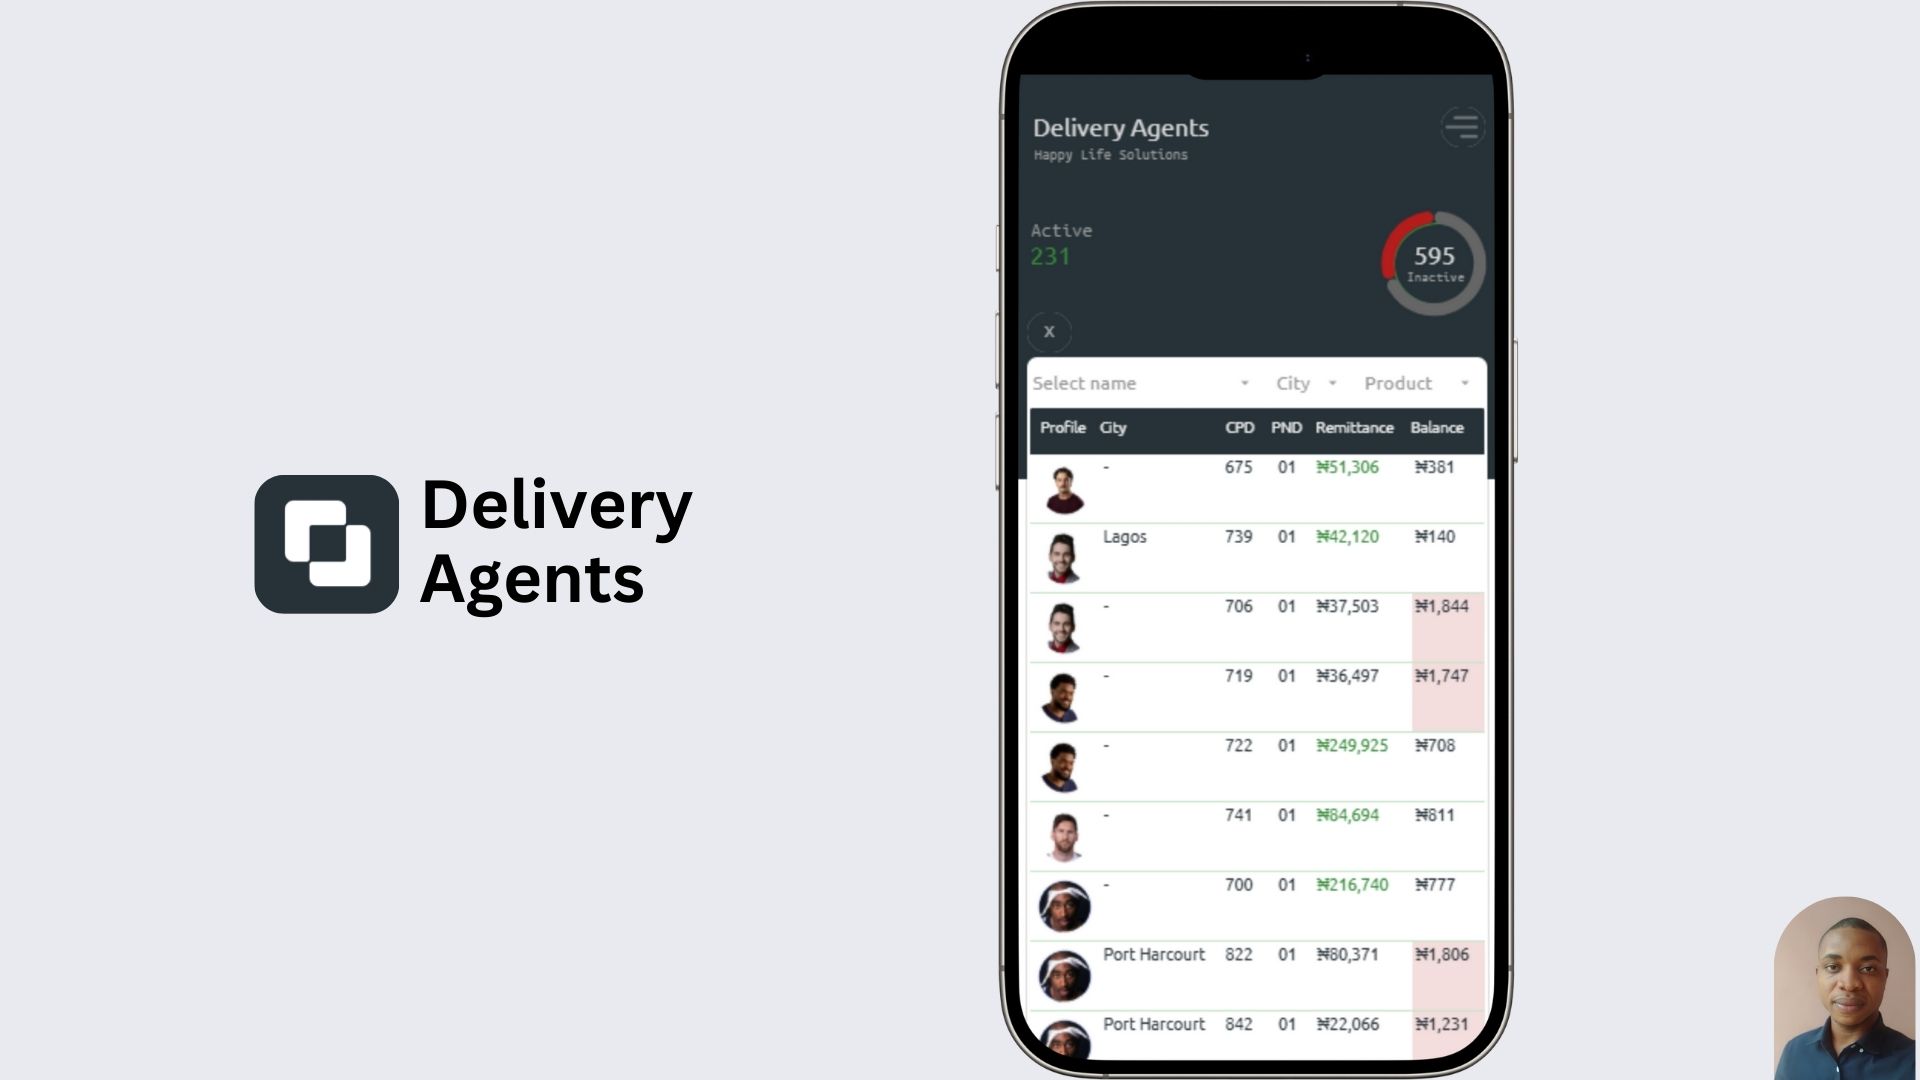 Delivery
Agents
Delivery Agents
Happy Life Solutions
Active
231
595
Inactive
X
Select name City Product
Profile City CPD PND Remittance Balance
- 675 01 ₦51,306 ₦381
Lagos 739 01 ₦42,120 ₦140
- 706 01 ₦37,503 ₦1,844
- 719 01 ₦36,497 ₦1,747
- 722 01 ₦249,925 ₦708
- 741 01 ₦84,694 ₦811
- 700 01 ₦216,740 ₦777
Port Harcourt 822 01 ₦80,371 ₦1,806
Port Harcourt 842 01 ₦22,066 ₦1,231